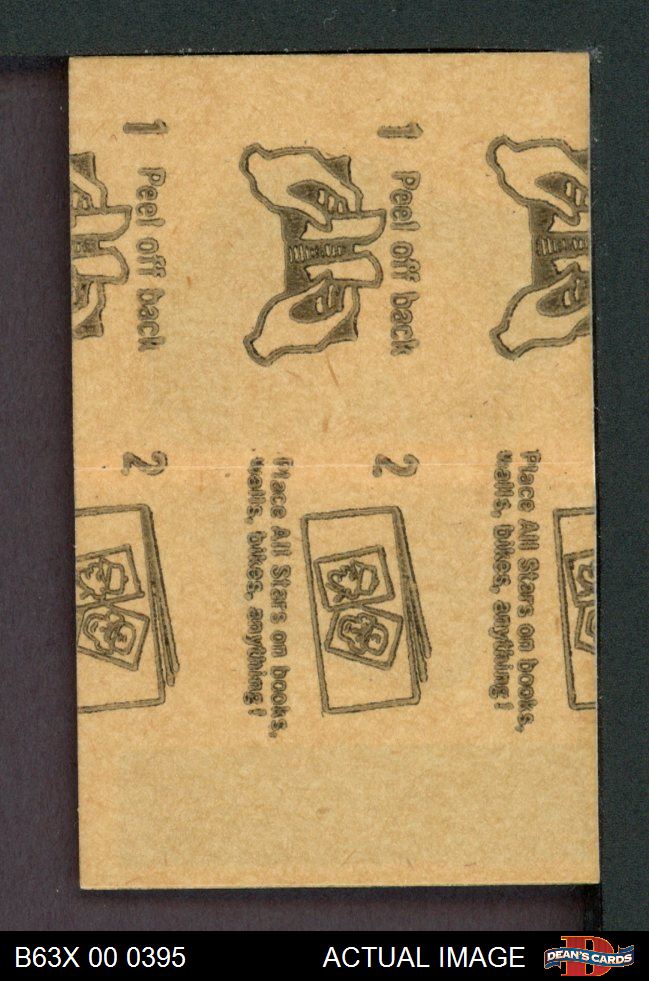 1 Peel off back
1 Peel off back
2
Place All Stars on books,
walls, bikes, anything!
2
Place All Stars on books,
walls, bikes, anything!
B63X 00 0395
ACTUAL IMAGE
DEAN'S CARDS